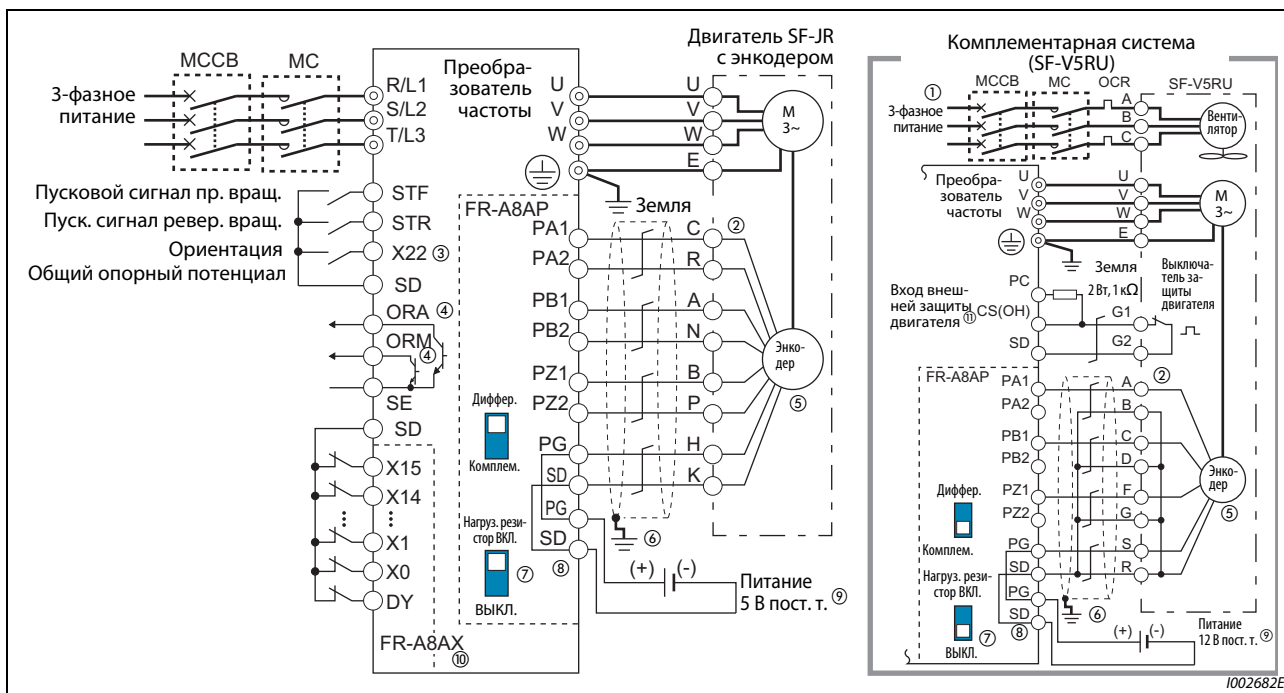 Двигатель SF-JR
с энкодером
MCCB
MC
3-фазное
питание
R/L1
S/L2
T/L3
Преобра-
зователь
частоты
U
V
W
U
V
W
E
M
3~
Земля
Пусковой сигнал пр. вращ.
Пуск. сигнал ревер. вращ.
Ориентация
Общий опорный потенциал
STF
STR
X22 ③
SD
ORA ④
ORM
④
SE
SD
X15
X14
X1
X0
DY
FR-A8AX
⑩
FR-A8AP
PA1
PA2
PB1
PB2
PZ1
PZ2
PG
SD
PG
SD
C
R
A
N
B
P
H
K
②
Энко-
дер
⑤
Диффер.
Комплем.
Нагруз. рези-
стор ВКЛ.
⑦
ВЫКЛ.
⑧
⑥
(+)
(-)
Питание
5 В пост. т. ⑨
Комплементарная система
(SF-V5RU)
MCCB
MC
OCR
SF-V5RU
①
3-фазное
питание
A
B
C
Венти-
лятор
Преобра-
зователь
частоты
U
V
W
U
V
W
E
M
3~
Земля
2 Вт, 1 кΩ
Выключа-
тель за-
щиты
двигателя
PC
Вход внеш-
ней защиты
двигателя ⑪
CS(OH)
SD
G1
G2
FR-A8AP
PA1
PA2
PB1
PB2
PZ1
PZ2
PG
SD
PG
SD
A
B
C
D
F
G
S
R
②
Энко-
дер
⑤
Диффер.
Комплем.
Нагруз. рези-
стор ВКЛ.
⑦
ВЫКЛ.
⑧
⑥
(+)
(-)
Питание
12 В пост. т. ⑨
I002682E